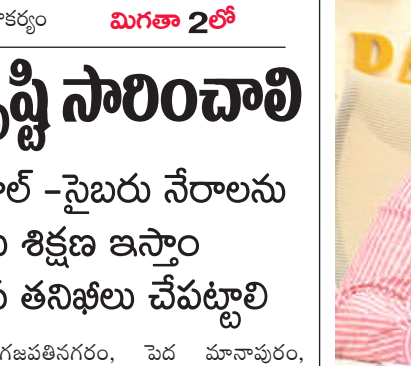 మిగతా 2లో
సారించాలి
–సైబరు నేరాలను
శిక్షణ ఇస్తాం
తనిఖీలు చేపట్టాలి
గజపతినగరం, పెద మానాపురం,